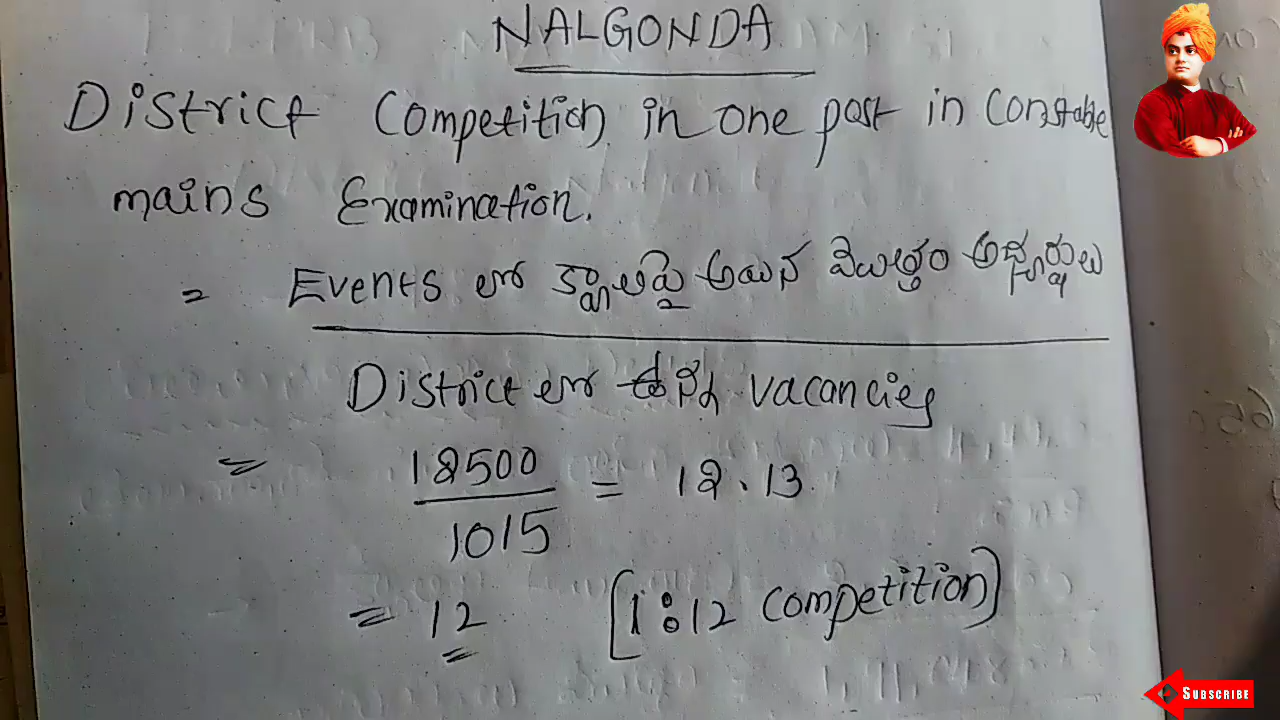 NALGONDA
District Competition in one post in Constable
mains Examination.
= Events లో క్వాలిఫై అయిన మొత్తం అభ్యర్థులు
District లో ఉన్న vacancies
= 12500 / 1015 = 12.13
= 12 [1:12 Competition]
SUBSCRIBE